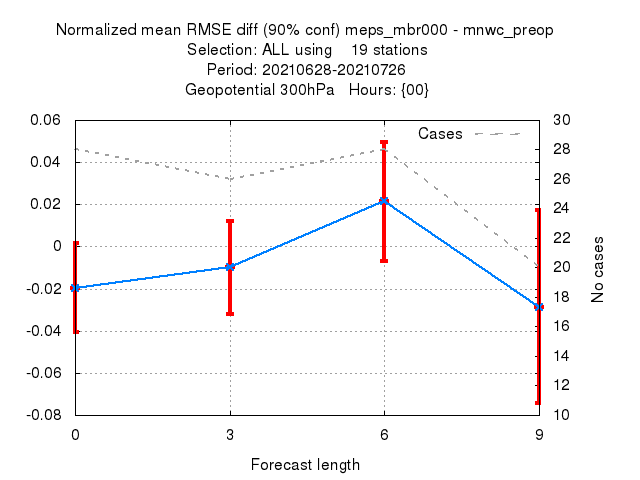 Normalized mean RMSE diff (90% conf) meps_mbr000 - mnwc_preop
Selection: ALL using 19 stations
Period: 20210628-20210726
Geopotential 300hPa Hours: {00}
Cases
0.06
0.04
0.02
0
-0.02
-0.04
-0.06
-0.08
30
28
26
24
22
20
18
16
14
12
10
No cases
0 3 6 9
Forecast length